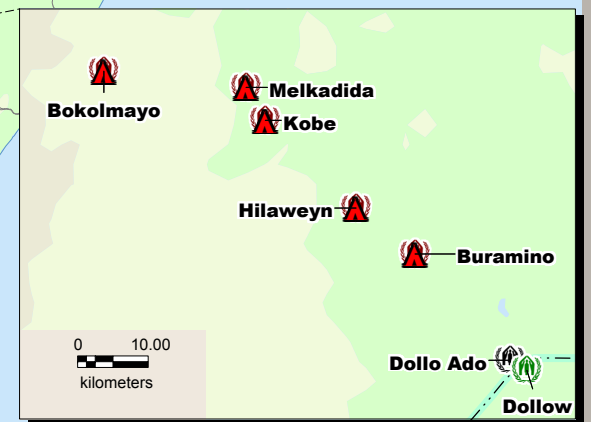 Melkadida
Bokolmayo
Kobe
Hilaweyn
Buramino
0 10.00
kilometers
Dollo Ado
Dollow